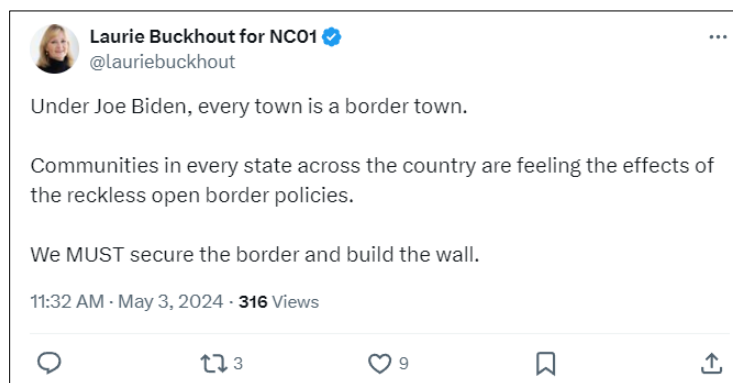 Laurie Buckhout for NC01
@lauriebuckhout
Under Joe Biden, every town is a border town.
Communities in every state across the country are feeling the effects of
the reckless open border policies.
We MUST secure the border and build the wall.
11:32 AM · May 3, 2024 · 316 Views
3 9